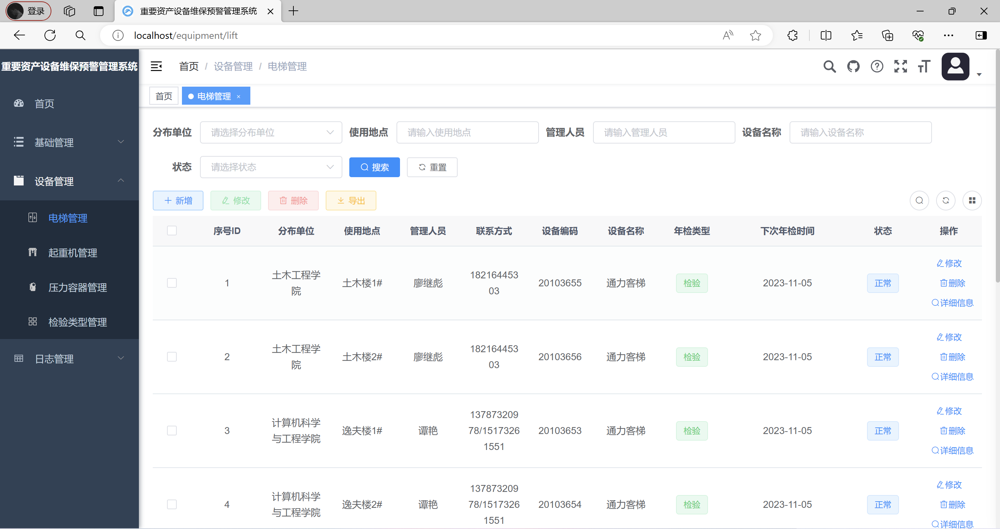 登录
重要资产设备维保预警管理系统
localhost/equipment/lift
重要资产设备维保预警管理系统
首页 / 设备管理 / 电梯管理
首页
电梯管理
首页
基础管理
设备管理
电梯管理
起重机管理
压力容器管理
检验类型管理
日志管理
分布单位 请选择分布单位 使用地点 请输入使用地点 管理人员 请输入管理人员 设备名称 请输入设备名称
状态 请选择状态 搜索 重置
新增 修改 删除 导出
序号ID 分布单位 使用地点 管理人员 联系方式 设备编码 设备名称 年检类型 下次年检时间 状态 操作
1 土木工程学
院 土木楼1# 廖继彪 182164453
03 20103655 通力客梯 检验 2023-11-05 正常 修改
删除
详细信息
2 土木工程学
院 土木楼2# 廖继彪 182164453
03 20103656 通力客梯 检验 2023-11-05 正常 修改
删除
详细信息
3 计算机科学
与工程学院 逸夫楼1# 谭艳 137873209
78/1517326
1551 20103653 通力客梯 检验 2023-11-05 正常 修改
删除
详细信息
4 计算机科学
与工程学院 逸夫楼2# 谭艳 137873209
78/1517326
1551 20103654 通力客梯 检验 2023-11-05 正常 修改
删除
详细信息